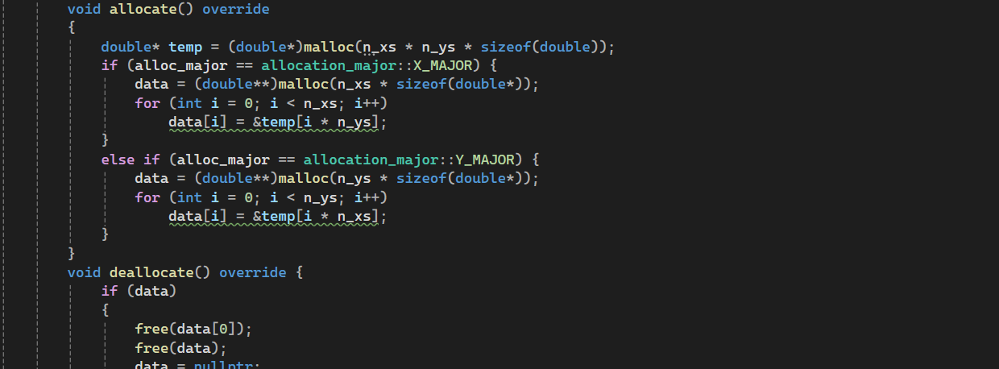 void allocate() override
{
double* temp = (double*)malloc(n_xs * n_ys * sizeof(double));
if (alloc_major == allocation_major::X_MAJOR) {
data = (double**)malloc(n_xs * sizeof(double*));
for (int i = 0; i < n_xs; i++)
data[i] = &temp[i * n_ys];
}
else if (alloc_major == allocation_major::Y_MAJOR) {
data = (double**)malloc(n_ys * sizeof(double*));
for (int i = 0; i < n_ys; i++)
data[i] = &temp[i * n_xs];
}
}
void deallocate() override {
if (data)
{
free(data[0]);
free(data);
data = nullptr;